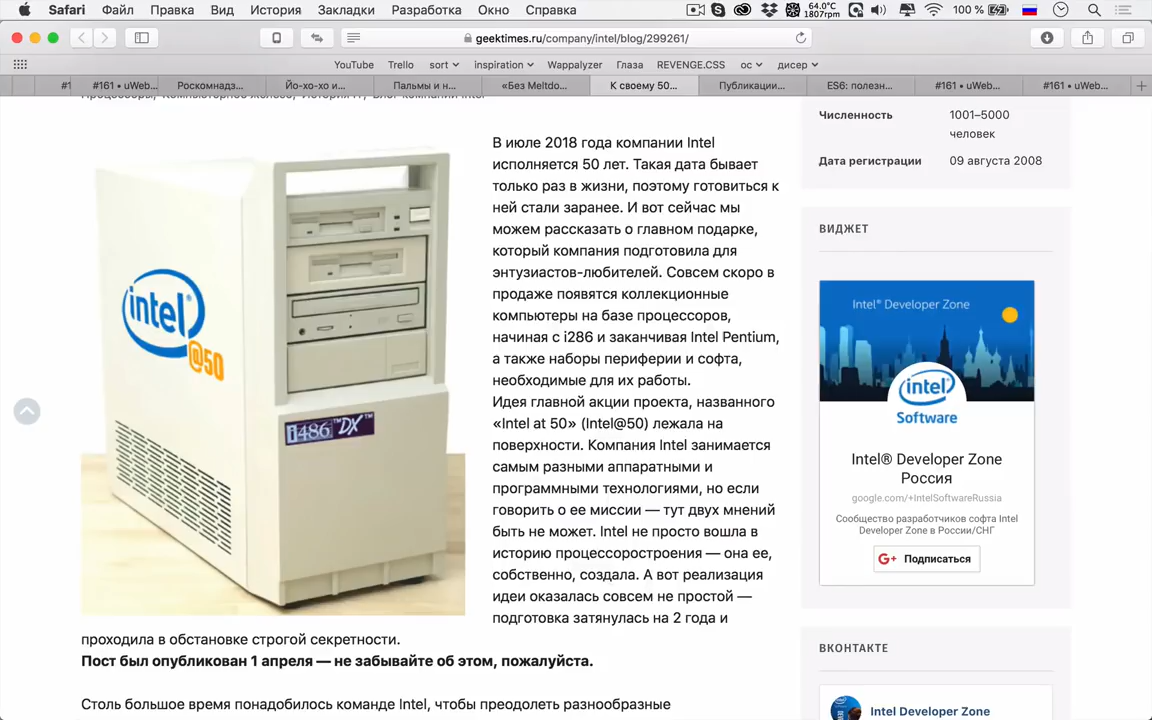 Safari Файл Правка Вид История Закладки Разработка Окно Справка
64.0°C
1807rpm
100 %
geektimes.ru/company/intel/blog/299261/
YouTube Trello sort inspiration Wappalyzer Глаза REVENGE.CSS ос дисер
#1 #161 • uWeb... Роскомнадз... Йо-хо-хо и... Пальмы и н... «Без Meltdo... К своему 50... Публикации... ES6: полезн... #161 • uWeb... #161 • uWeb...
В июле 2018 года компании Intel
исполняется 50 лет. Такая дата бывает
только раз в жизни, поэтому готовиться к
ней стали заранее. И вот сейчас мы
можем рассказать о главном подарке,
который компания подготовила для
энтузиастов-любителей. Совсем скоро в
продаже появятся коллекционные
компьютеры на базе процессоров,
начиная с i286 и заканчивая Intel Pentium,
а также наборы периферии и софта,
необходимые для их работы.
Идея главной акции проекта, названного
«Intel at 50» (Intel@50) лежала на
поверхности. Компания Intel занимается
самым разными аппаратными и
программными технологиями, но если
говорить о ее миссии — тут двух мнений
быть не может. Intel не просто вошла в
историю процессоростроения — она ее,
собственно, создала. А вот реализация
идеи оказалась совсем не простой —
подготовка затянулась на 2 года и
проходила в обстановке строгой секретности.
Пост был опубликован 1 апреля — не забывайте об этом, пожалуйста.
Столь большое время понадобилось команде Intel, чтобы преодолеть разнообразные
intel®
@50
i486™DX™
Численность 1001–5000
человек
Дата регистрации 09 августа 2008
ВИДЖЕТ
Intel® Developer Zone
intel
Software
Intel® Developer Zone
Россия
google.com/+IntelSoftwareRussia
Сообщество разработчиков софта Intel
Developer Zone в России/СНГ
G+ Подписаться
ВКОНТАКТЕ
Intel Developer Zone